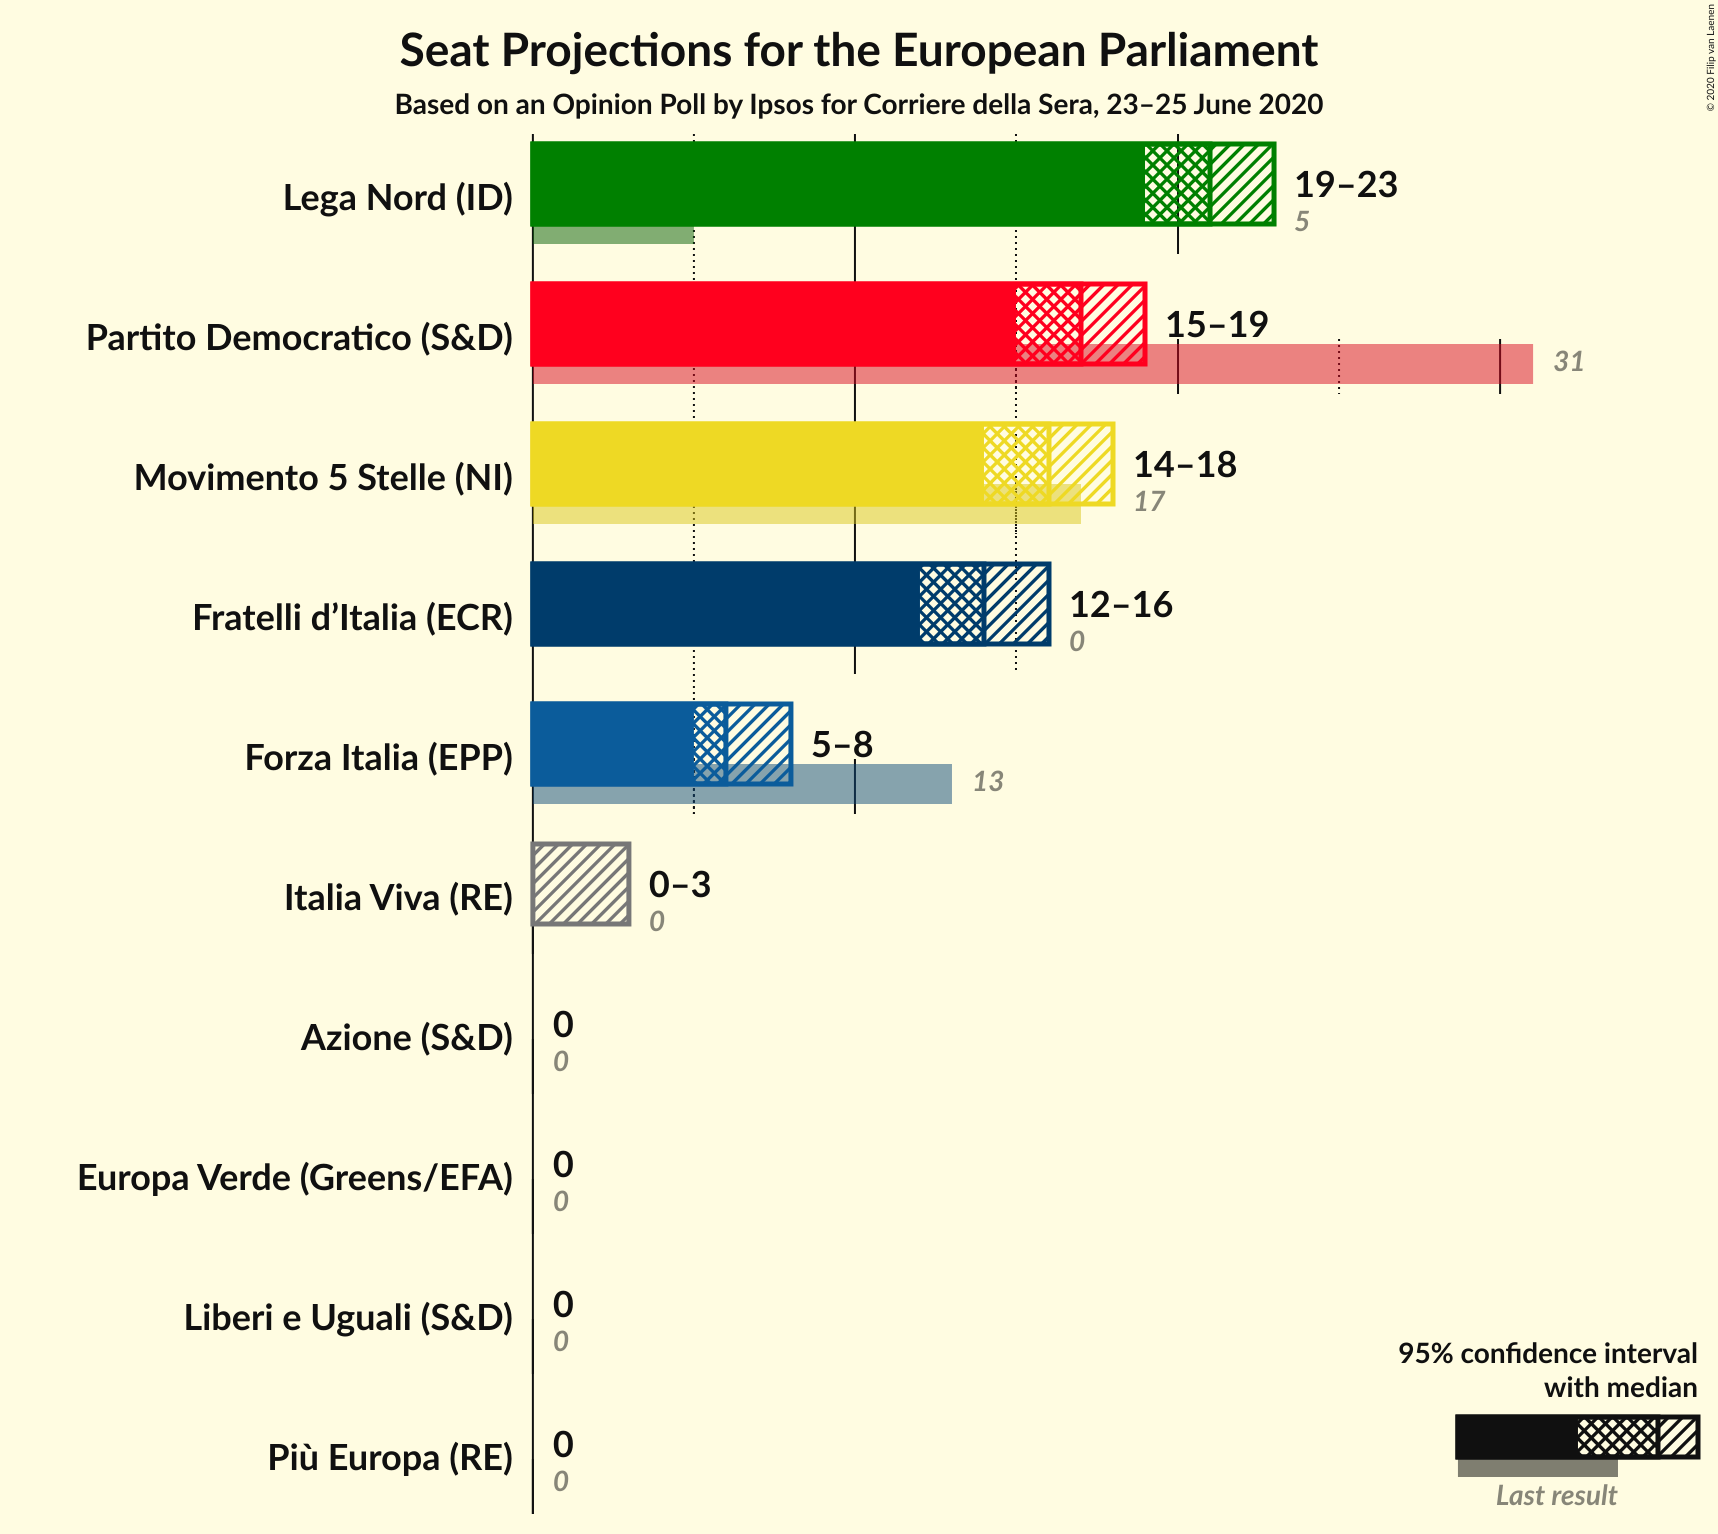 Seat Projections for the European Parliament
Based on an Opinion Poll by Ipsos for Corriere della Sera, 23–25 June 2020
© 2020 Filip van Laenen
Lega Nord (ID)
19–23
5
Partito Democratico (S&D)
15–19
31
Movimento 5 Stelle (NI)
14–18
17
Fratelli d’Italia (ECR)
12–16
0
Forza Italia (EPP)
5–8
13
Italia Viva (RE)
0–3
0
Azione (S&D)
0
0
Europa Verde (Greens/EFA)
0
0
Liberi e Uguali (S&D)
0
0
Più Europa (RE)
0
0
95% confidence interval
with median
Last result